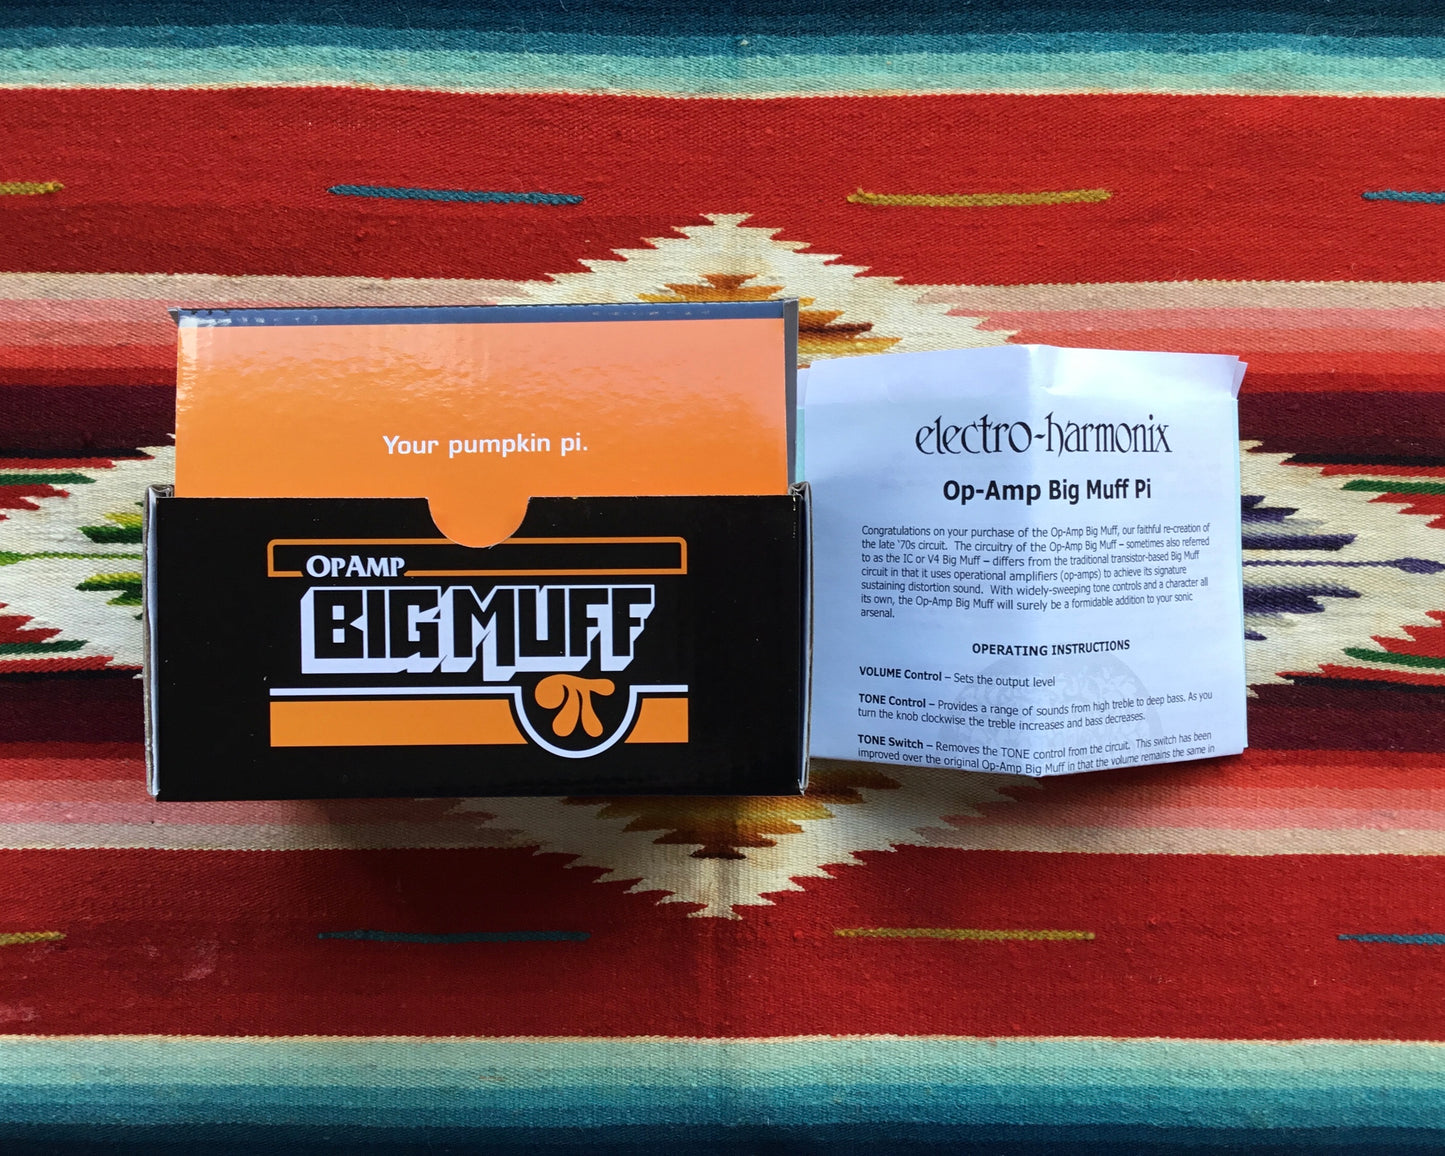 Your pumpkin pi.
OPAMP
BIG MUFF
π
electro-harmonix
Op-Amp Big Muff Pi
Congratulations on your purchase of the Op-Amp Big Muff, our faithful re-creation of
the late '70s circuit. The circuitry of the Op-Amp Big Muff – sometimes also referred
to as the IC or V4 Big Muff – differs from the traditional transistor-based Big Muff
circuit in that it uses operational amplifiers (op-amps) to achieve its signature
sustaining distortion sound. With widely-sweeping tone controls and a character all
its own, the Op-Amp Big Muff will surely be a formidable addition to your sonic
arsenal.
OPERATING INSTRUCTIONS
VOLUME Control – Sets the output level
TONE Control – Provides a range of sounds from high treble to deep bass. As you
turn the knob clockwise the treble increases and bass decreases.
TONE Switch – Removes the TONE control from the circuit. This switch has been
improved over the original Op-Amp Big Muff in that the volume remains the same in